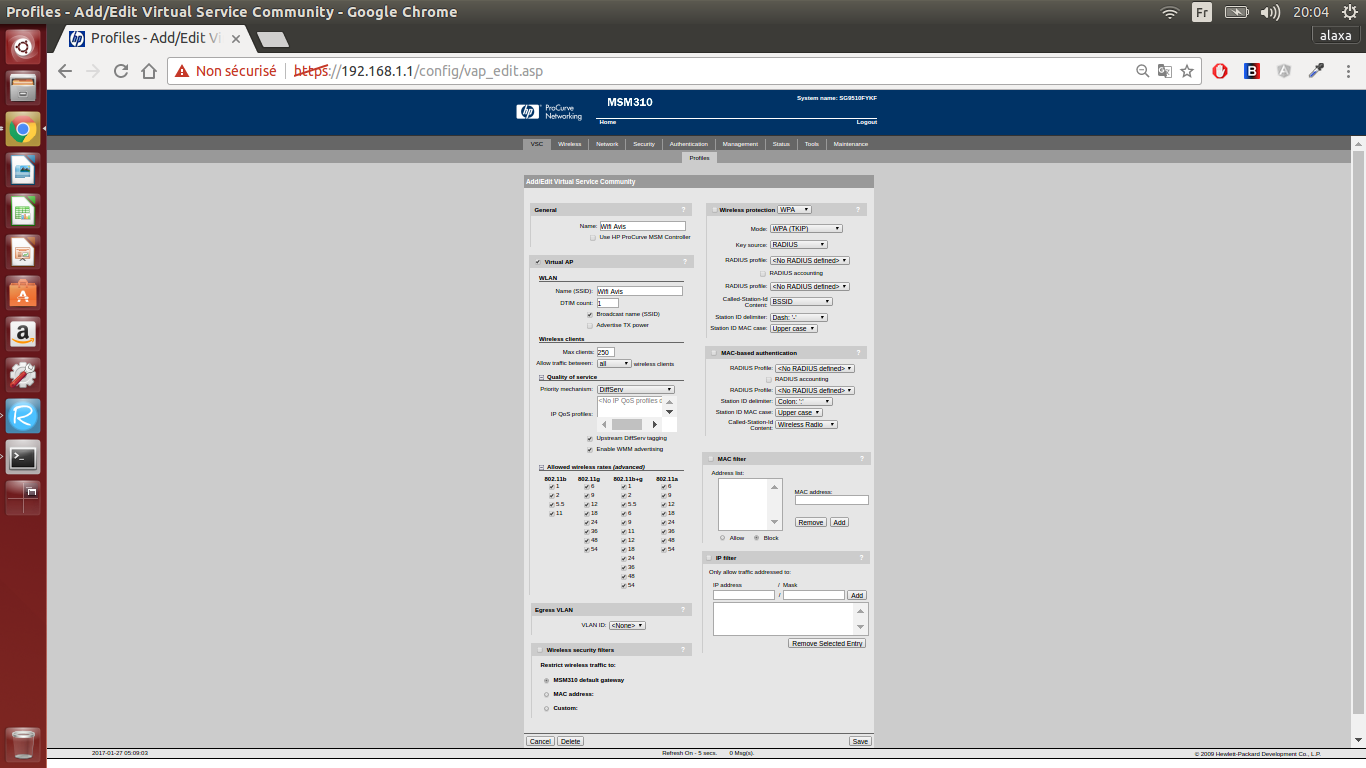 Profiles - Add/Edit Virtual Service Community - Google Chrome
Fr
20:04
Profiles - Add/Edit Vi
alaxa
Non sécurisé
https://192.168.1.1/config/vap_edit.asp
hp
ProCurve
Networking
MSM310
System name: SG9510FYKF
Home
Logout
VSC
Wireless
Network
Security
Authentication
Management
Status
Tools
Maintenance
Profiles
Add/Edit Virtual Service Community
General ?
Name: Wifi Avis
Use HP ProCurve MSM Controller
Virtual AP ?
WLAN
Name (SSID): Wifi Avis
DTIM count: 1
Broadcast name (SSID)
Advertise TX power
Wireless clients
Max clients: 250
Allow traffic between: all wireless clients
Quality of service
Priority mechanism: DiffServ
IP QoS profiles: <No IP QoS profiles d
Upstream DiffServ tagging
Enable WMM advertising
Allowed wireless rates (advanced)
802.11b 802.11g 802.11b+g 802.11a
1 6 1 6
2 9 2 9
5.5 12 5.5 12
11 18 6 18
24 9 24
36 11 36
48 12 48
54 18 54
24
36
48
54
Egress VLAN ?
VLAN ID: <None>
Wireless security filters ?
Restrict wireless traffic to:
MSM310 default gateway
MAC address:
Custom:
Wireless protection WPA ?
Mode: WPA (TKIP)
Key source: RADIUS
RADIUS profile: <No RADIUS defined>
RADIUS accounting
RADIUS profile: <No RADIUS defined>
Called-Station-Id
Content: BSSID
Station ID delimiter: Dash: '-'
Station ID MAC case: Upper case
MAC-based authentication ?
RADIUS Profile: <No RADIUS defined>
RADIUS accounting
RADIUS Profile: <No RADIUS defined>
Station ID delimiter: Colon: ':'
Station ID MAC case: Upper case
Called-Station-Id
Content: Wireless Radio
MAC filter ?
Address list:
MAC address:
Remove Add
Allow Block
IP filter ?
Only allow traffic addressed to:
IP address / Mask
/ Add
Remove Selected Entry
Cancel Delete Save
2017-01-27 05:09:03
Refresh On - 5 secs. 0 Msg(s).
© 2009 Hewlett-Packard Development Co., L.P.